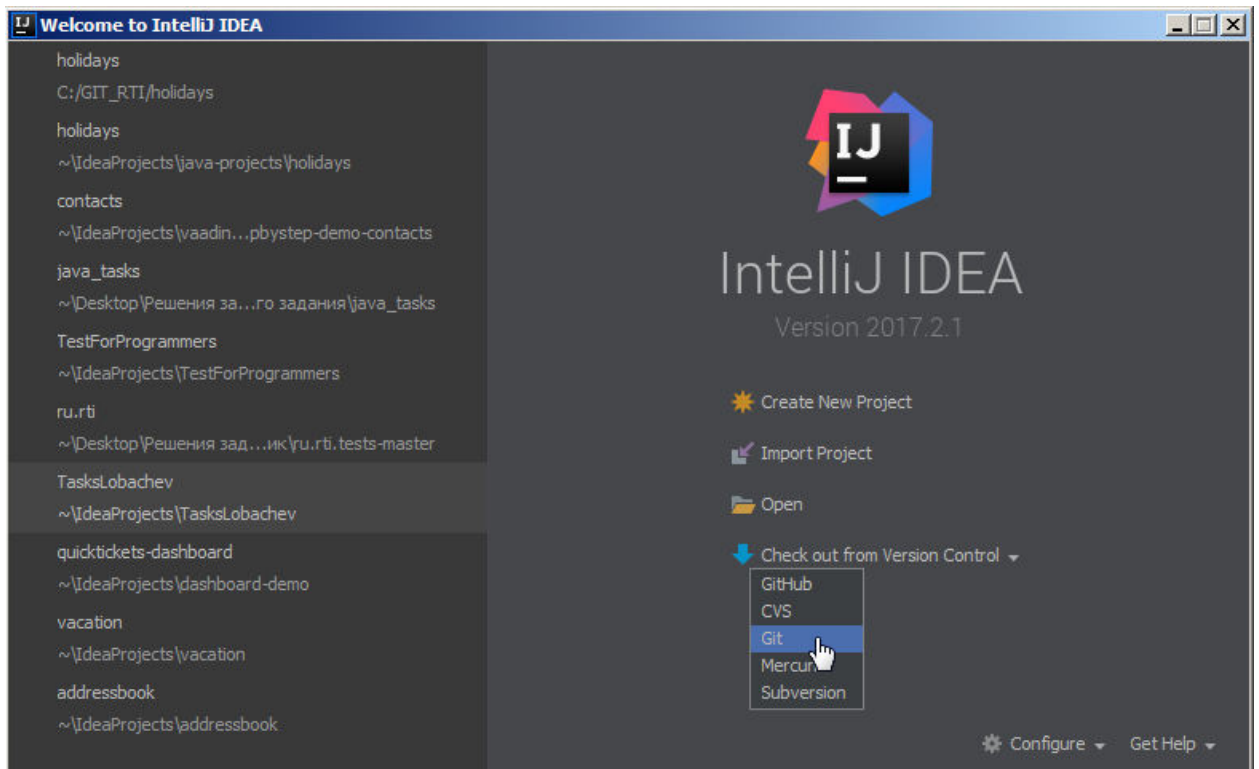 Welcome to IntelliJ IDEA
holidays
C:/GIT_RTI/holidays
holidays
~\IdeaProjects\java-projects\holidays
contacts
~\IdeaProjects\vaadin...pbystep-demo-contacts
java_tasks
~\Desktop\Решения за...го задания\java_tasks
TestForProgrammers
~\IdeaProjects\TestForProgrammers
ru.rti
~\Desktop\Решения зад...ик\ru.rti.tests-master
TasksLobachev
~\IdeaProjects\TasksLobachev
quicktickets-dashboard
~\IdeaProjects\dashboard-demo
vacation
~\IdeaProjects\vacation
addressbook
~\IdeaProjects\addressbook
IJ
IntelliJ IDEA
Version 2017.2.1
Create New Project
Import Project
Open
Check out from Version Control
GitHub
CVS
Git
Subversion
Configure Get Help